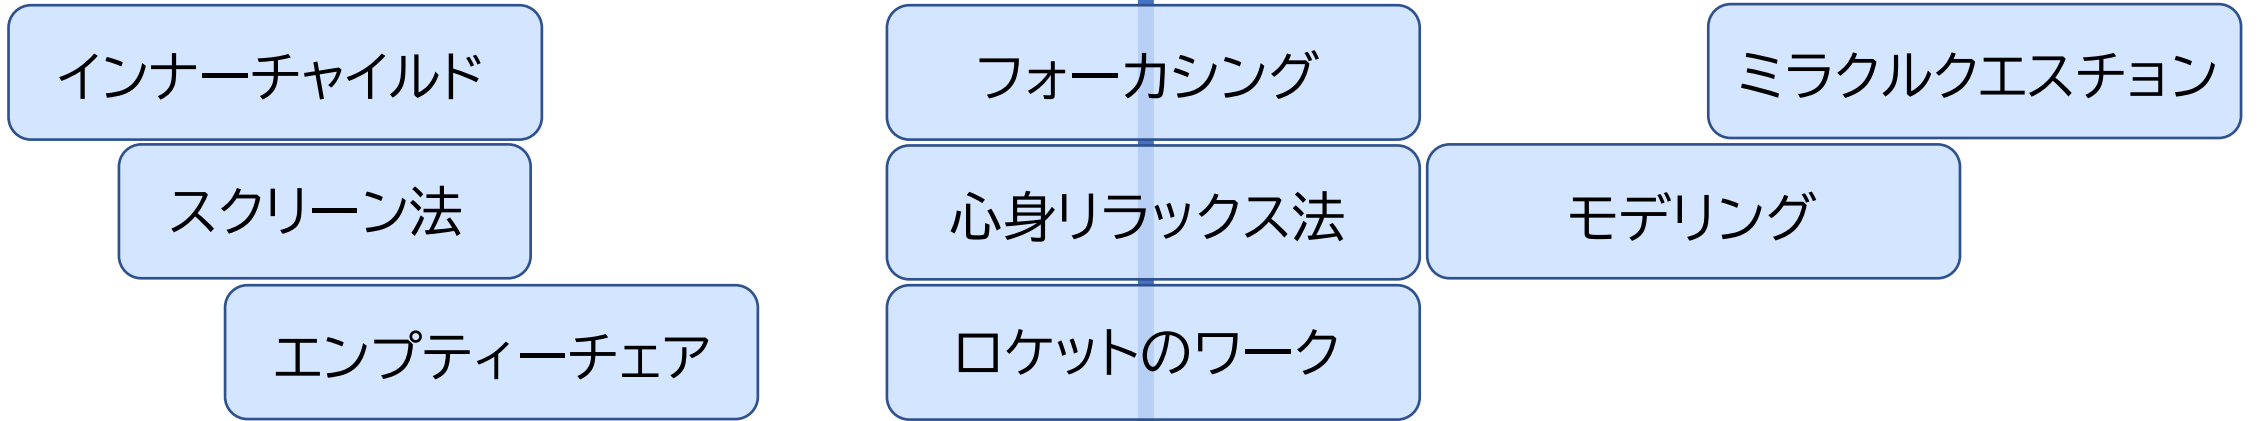 インナーチャイルド
フォーカシング
ミラクルクエスチョン
スクリーン法
心身リラックス法
モデリング
エンプティーチェア
ロケットのワーク